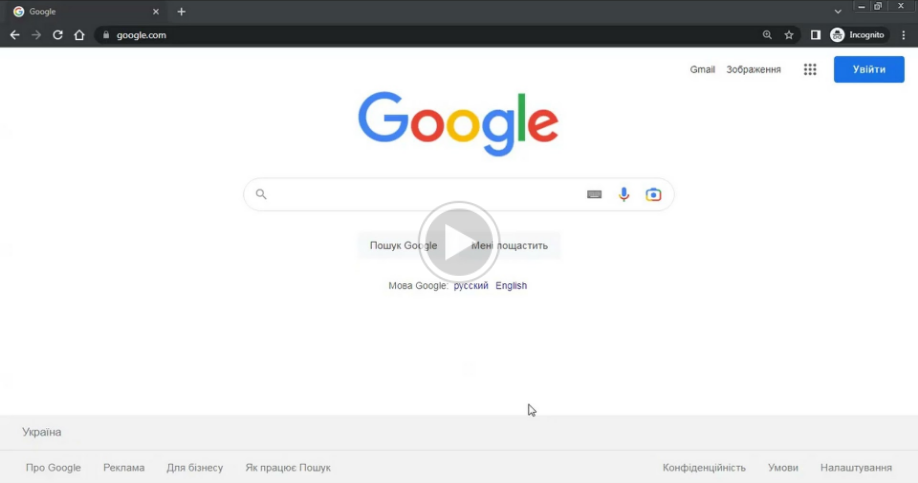 Google
google.com
Incognito
Gmail Зображення Увійти
Google
Пошук Google Мені пощастить
Мова Google: русский English
Україна
Про Google Реклама Для бізнесу Як працює Пошук Конфіденційність Умови Налаштування